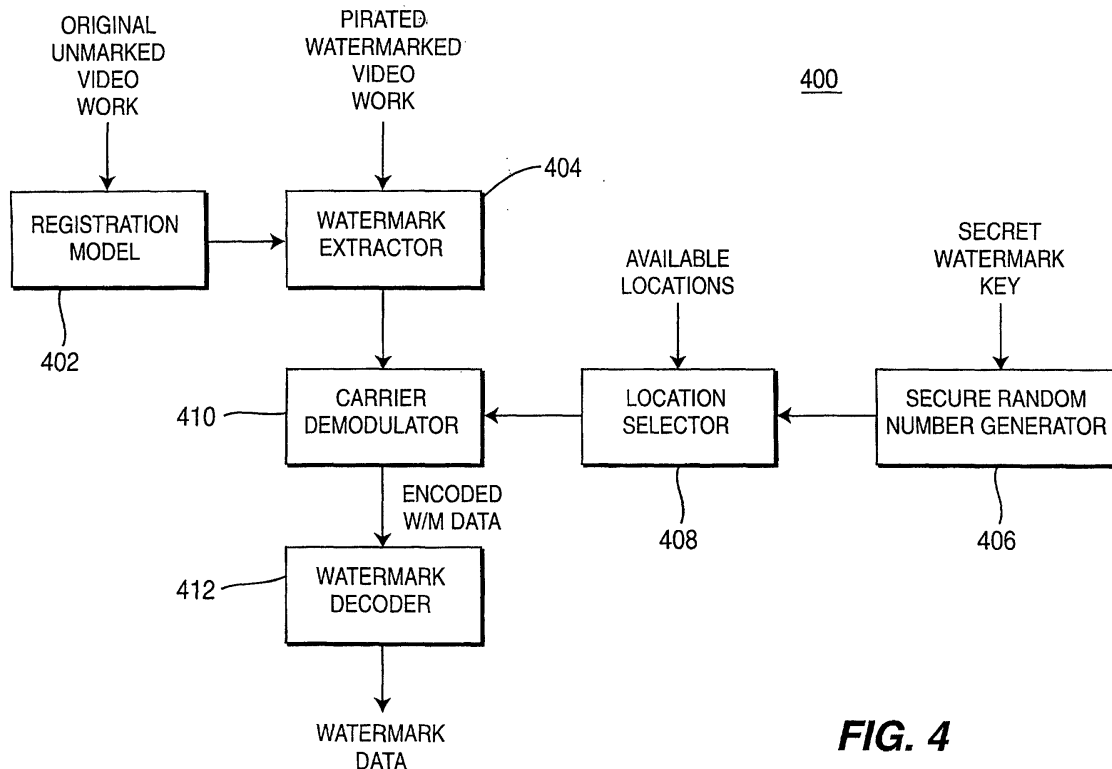 ORIGINAL
UNMARKED
VIDEO
WORK
PIRATED
WATERMARKED
VIDEO
WORK
400
404
REGISTRATION
MODEL
WATERMARK
EXTRACTOR
AVAILABLE
LOCATIONS
SECRET
WATERMARK
KEY
402
410
CARRIER
DEMODULATOR
LOCATION
SELECTOR
SECURE RANDOM
NUMBER GENERATOR
ENCODED
W/M DATA
408
406
412
WATERMARK
DECODER
WATERMARK
DATA
FIG. 4